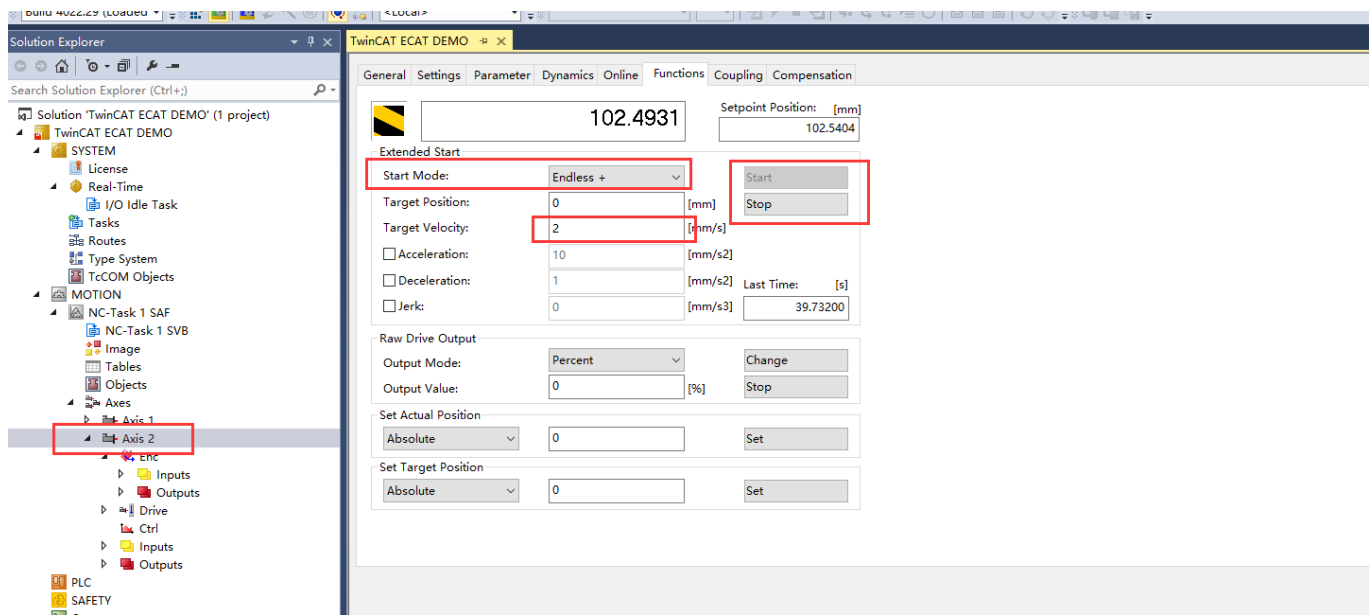 Build 4022.29 (Loaded
<Local>
Solution Explorer
TwinCAT ECAT DEMO
Search Solution Explorer (Ctrl+;)
Solution 'TwinCAT ECAT DEMO' (1 project)
TwinCAT ECAT DEMO
SYSTEM
License
Real-Time
I/O Idle Task
Tasks
Routes
Type System
TcCOM Objects
MOTION
NC-Task 1 SAF
NC-Task 1 SVB
Image
Tables
Objects
Axes
Axis 1
Axis 2
Enc
Inputs
Outputs
Drive
Ctrl
Inputs
Outputs
PLC
SAFETY
General Settings Parameter Dynamics Online Functions Coupling Compensation
102.4931
Setpoint Position: [mm]
102.5404
Extended Start
Start Mode: Endless + Start
Target Position: 0 [mm] Stop
Target Velocity: 2 [mm/s]
Acceleration: 10 [mm/s2]
Deceleration: 1 [mm/s2] Last Time: [s]
Jerk: 0 [mm/s3] 39.73200
Raw Drive Output
Output Mode: Percent Change
Output Value: 0 [%] Stop
Set Actual Position
Absolute 0 Set
Set Target Position
Absolute 0 Set